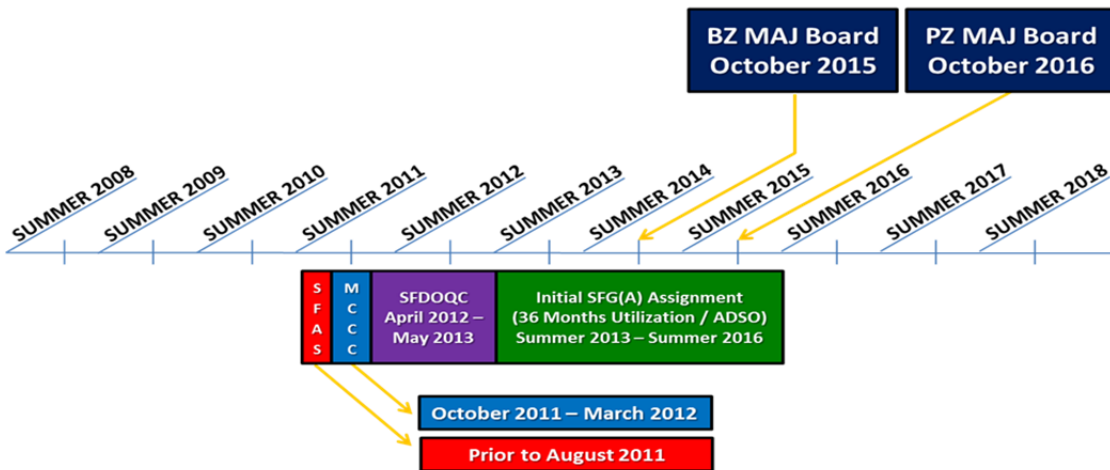 BZ MAJ Board
October 2015
PZ MAJ Board
October 2016
SUMMER 2008
SUMMER 2009
SUMMER 2010
SUMMER 2011
SUMMER 2012
SUMMER 2013
SUMMER 2014
SUMMER 2015
SUMMER 2016
SUMMER 2017
SUMMER 2018
SFAS
MCCC
SFDOQC
April 2012 –
May 2013
Initial SFG(A) Assignment
(36 Months Utilization / ADSO)
Summer 2013 – Summer 2016
October 2011 – March 2012
Prior to August 2011